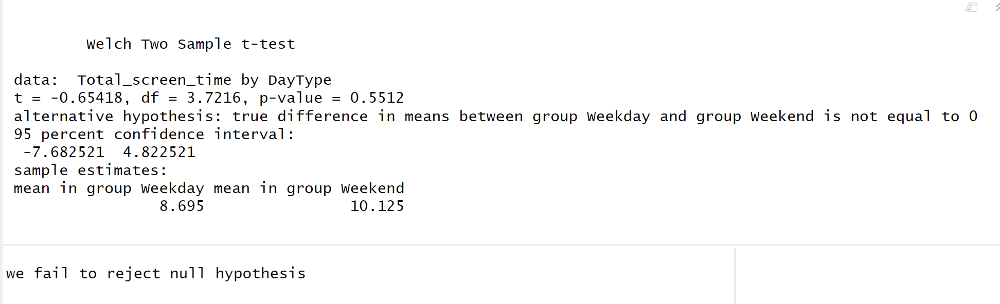 Welch Two Sample t-test
data:  Total_screen_time by DayType
t = -0.65418, df = 3.7216, p-value = 0.5512
alternative hypothesis: true difference in means between group Weekday and group Weekend is not equal to 0
95 percent confidence interval:
-7.682521  4.822521
sample estimates:
mean in group Weekday mean in group Weekend
8.695 10.125
we fail to reject null hypothesis